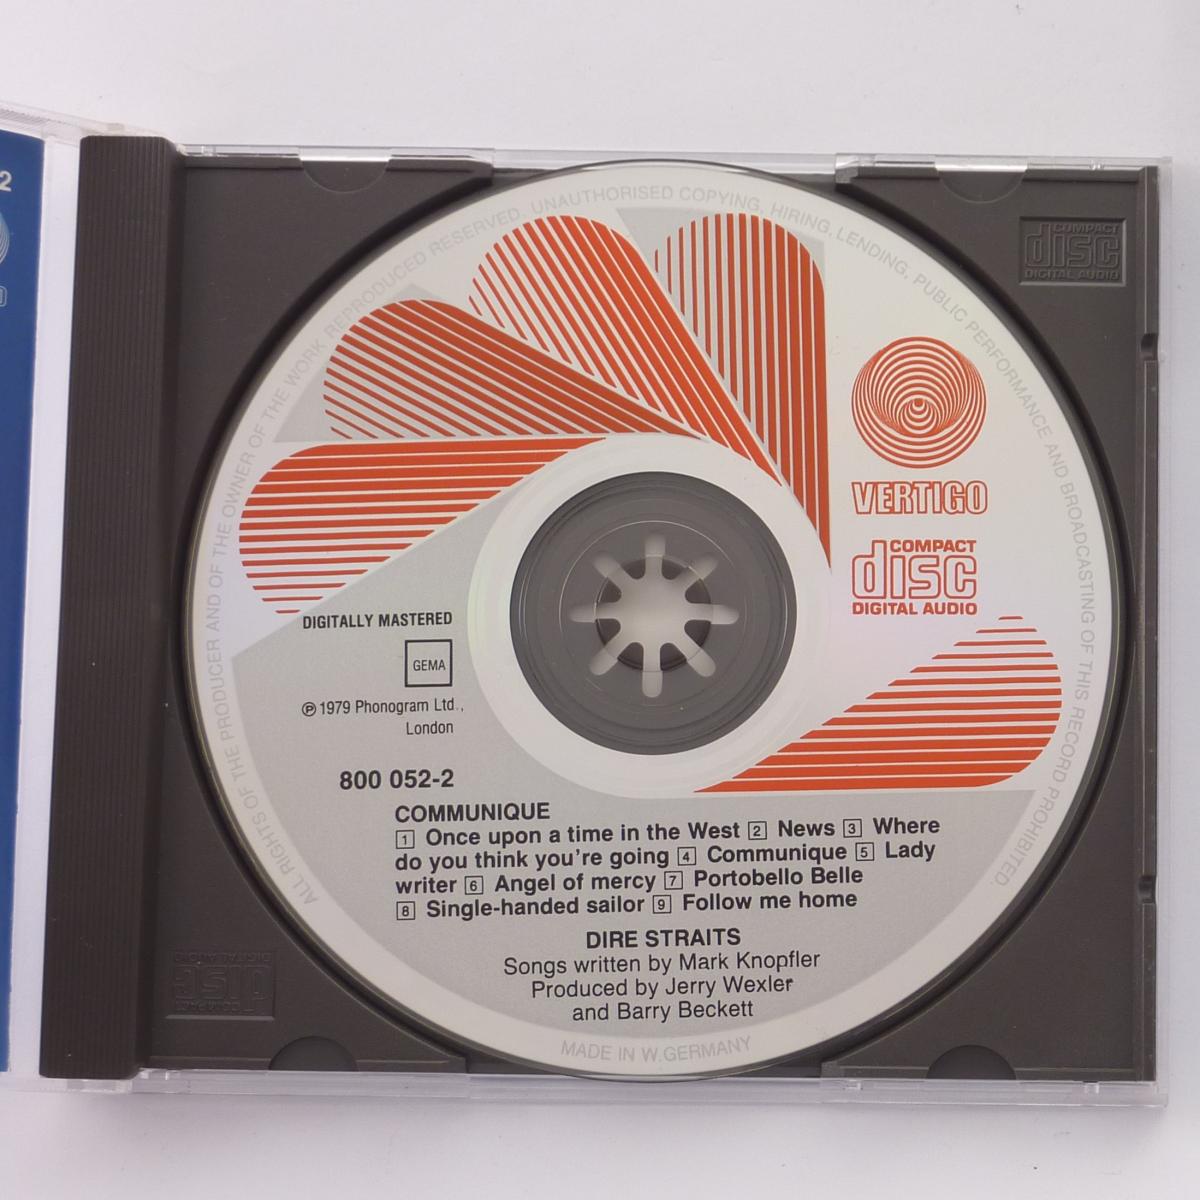 2
COMPACT
disc
DIGITAL AUDIO
ALL RIGHTS OF THE PRODUCER AND OF THE OWNER OF THE WORK REPRODUCED RESERVED. UNAUTHORISED COPYING, HIRING, LENDING, PUBLIC PERFORMANCE AND BROADCASTING OF THIS RECORD PROHIBITED.
VERTIGO
COMPACT
disc
DIGITAL AUDIO
DIGITALLY MASTERED
GEMA
℗ 1979 Phonogram Ltd.,
London
800 052-2
COMMUNIQUE
1 Once upon a time in the West 2 News 3 Where
do you think you're going 4 Communique 5 Lady
writer 6 Angel of mercy 7 Portobello Belle
8 Single-handed sailor 9 Follow me home
DIRE STRAITS
Songs written by Mark Knopfler
Produced by Jerry Wexler
and Barry Beckett
MADE IN W.GERMANY
COMPACT
disc
DIGITAL AUDIO